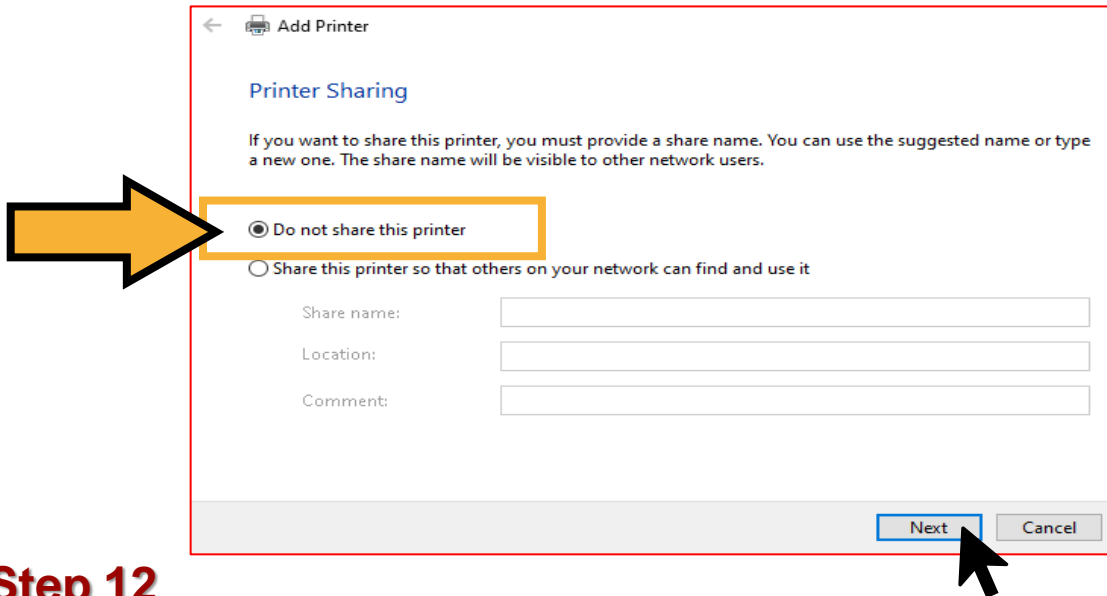 Add Printer
Printer Sharing
If you want to share this printer, you must provide a share name. You can use the suggested name or type
a new one. The share name will be visible to other network users.
Do not share this printer
Share this printer so that others on your network can find and use it
Share name:
Location:
Comment:
Next Cancel
Step 12